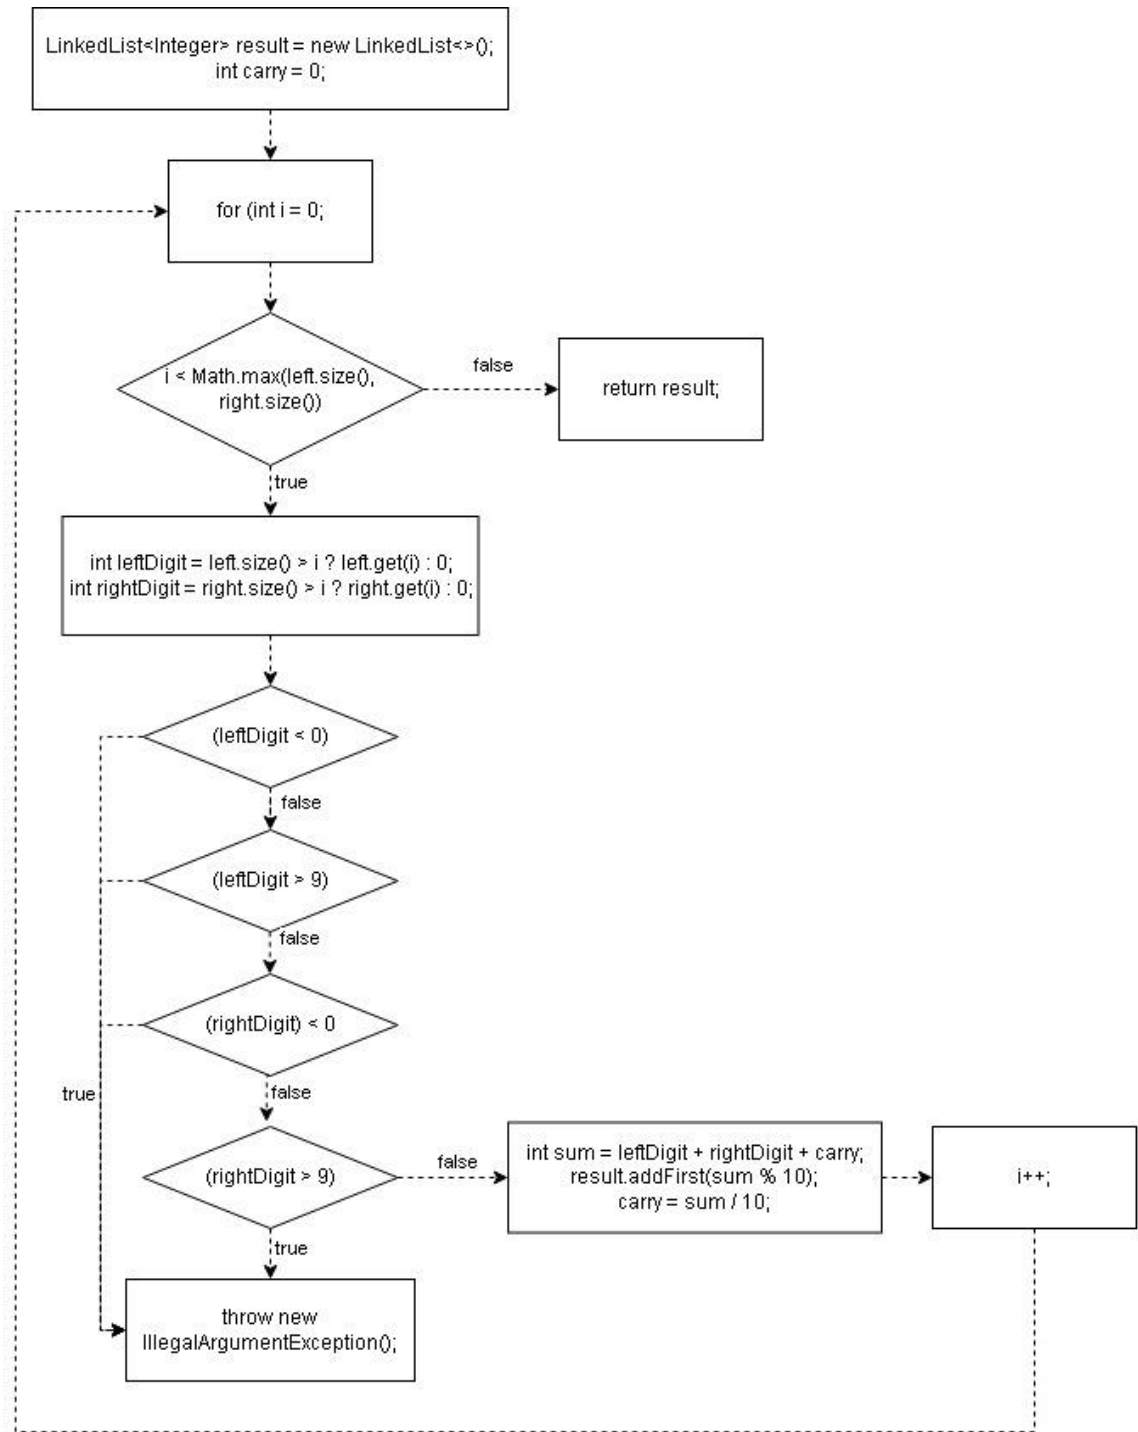 LinkedList<Integer> result = new LinkedList<>();
int carry = 0;
for (int i = 0;
i < Math.max(left.size(),
right.size())
false
return result;
true
int leftDigit = left.size() > i ? left.get(i) : 0;
int rightDigit = right.size() > i ? right.get(i) : 0;
(leftDigit < 0)
false
(leftDigit > 9)
false
(rightDigit) < 0
true
false
(rightDigit > 9)
false
int sum = leftDigit + rightDigit + carry;
result.addFirst(sum % 10);
carry = sum / 10;
i++;
true
throw new
IllegalArgumentException();